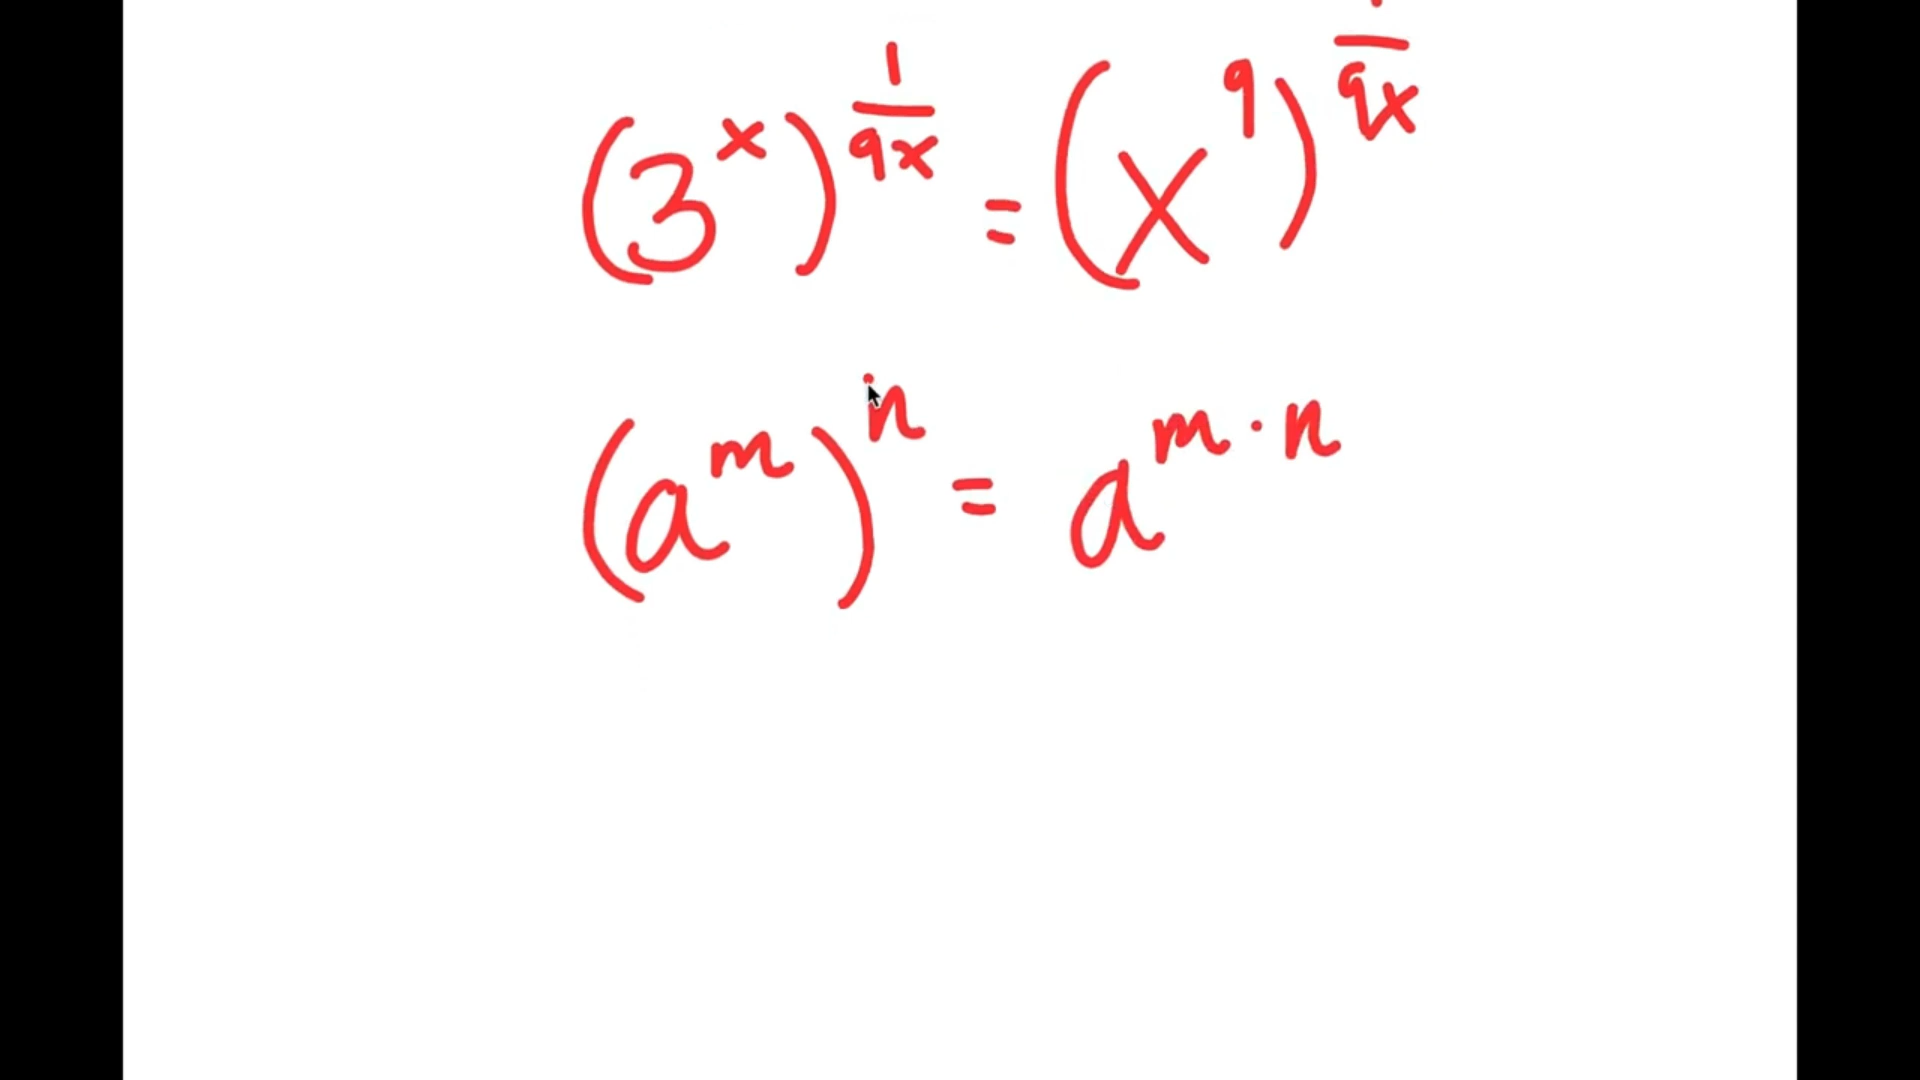 (3^x)^(1/9x) = (x^9)^(1/9x)
(a^m)^n = a^(m·n)